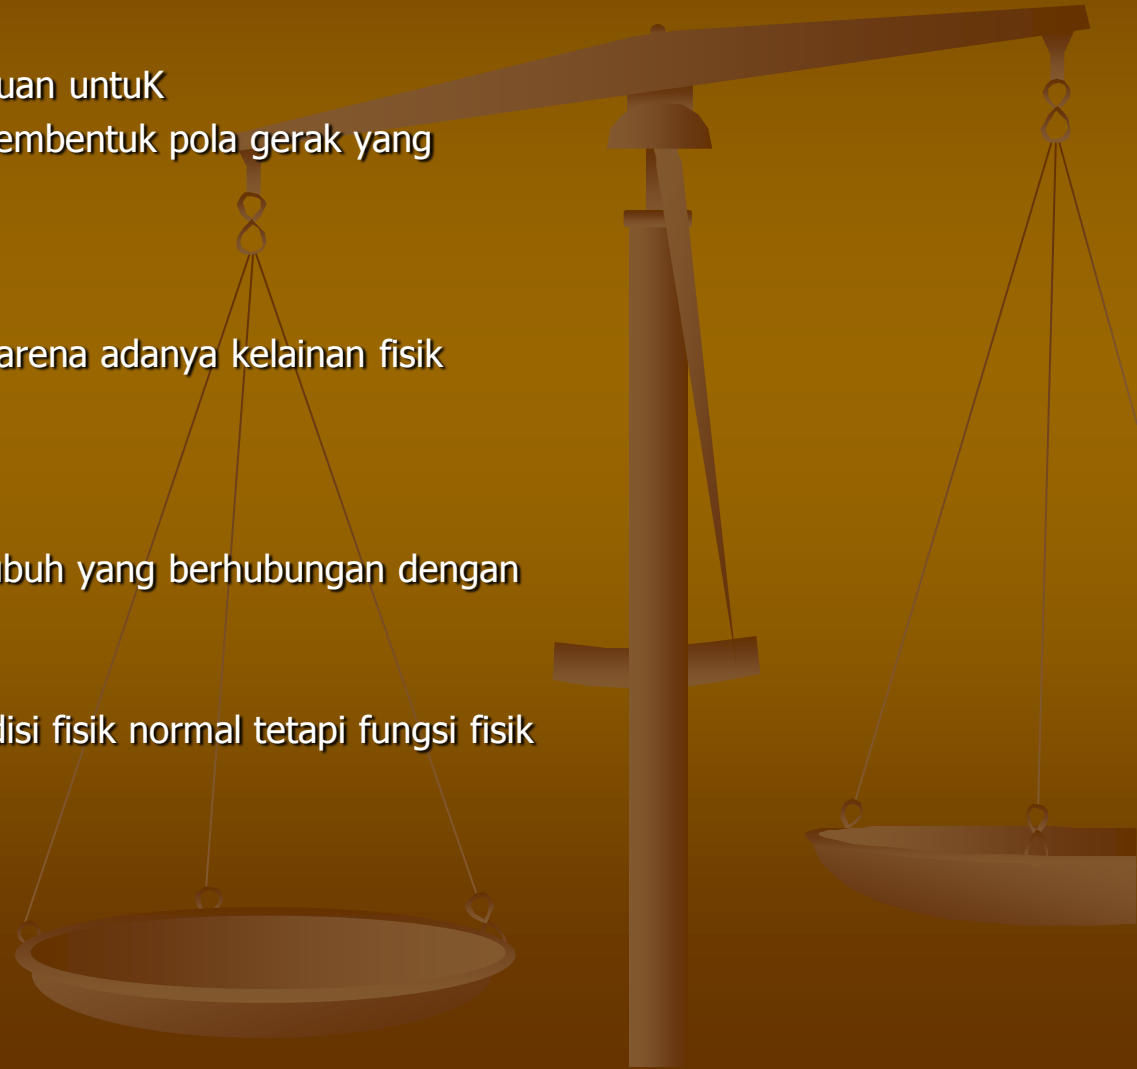 uan untuK
embentuk pola gerak yang
arena adanya kelainan fisik
ubuh yang berhubungan dengan
disi fisik normal tetapi fungsi fisik